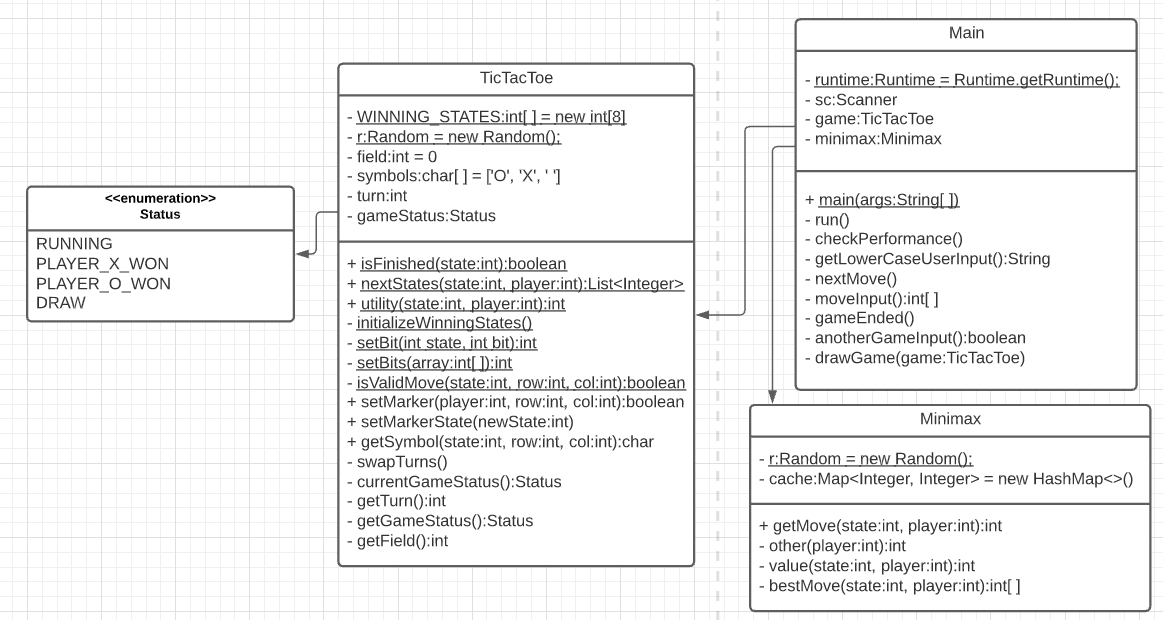 <<enumeration>>
Status
RUNNING
PLAYER_X_WON
PLAYER_O_WON
DRAW
TicTacToe
- WINNING_STATES:int[ ] = new int[8]
- r:Random = new Random();
- field:int = 0
- symbols:char[ ] = ['O', 'X', ' ']
- turn:int
- gameStatus:Status
+ isFinished(state:int):boolean
+ nextStates(state:int, player:int):List<Integer>
+ utility(state:int, player:int):int
- initializeWinningStates()
- setBit(int state, int bit):int
- setBits(array:int[ ]):int
- isValidMove(state:int, row:int, col:int):boolean
+ setMarker(player:int, row:int, col:int):boolean
+ setMarkerState(newState:int)
+ getSymbol(state:int, row:int, col:int):char
- swapTurns()
- currentGameStatus():Status
- getTurn():int
- getGameStatus():Status
- getField():int
Main
- runtime:Runtime = Runtime.getRuntime();
- sc:Scanner
- game:TicTacToe
- minimax:Minimax
+ main(args:String[ ])
- run()
- checkPerformance()
- getLowerCaseUserInput():String
- nextMove()
- moveInput():int[ ]
- gameEnded()
- anotherGameInput():boolean
- drawGame(game:TicTacToe)
Minimax
- r:Random = new Random();
- cache:Map<Integer, Integer> = new HashMap<>()
+ getMove(state:int, player:int):int
- other(player:int):int
- value(state:int, player:int):int
- bestMove(state:int, player:int):int[ ]